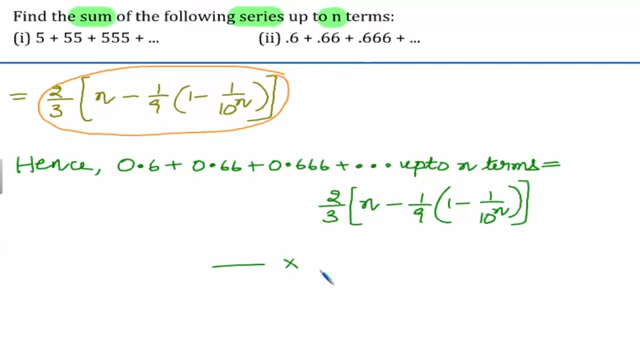 Find the sum of the following series up to n terms:
(i) 5 + 55 + 555 + ... (ii) .6 + .66 + .666 + ...
= 2/3 [n - 1/9 (1 - 1/10^n)]
Hence, 0.6 + 0.66 + 0.666 + ... upto n terms =
2/3 [n - 1/9 (1 - 1/10^n)]
— ×